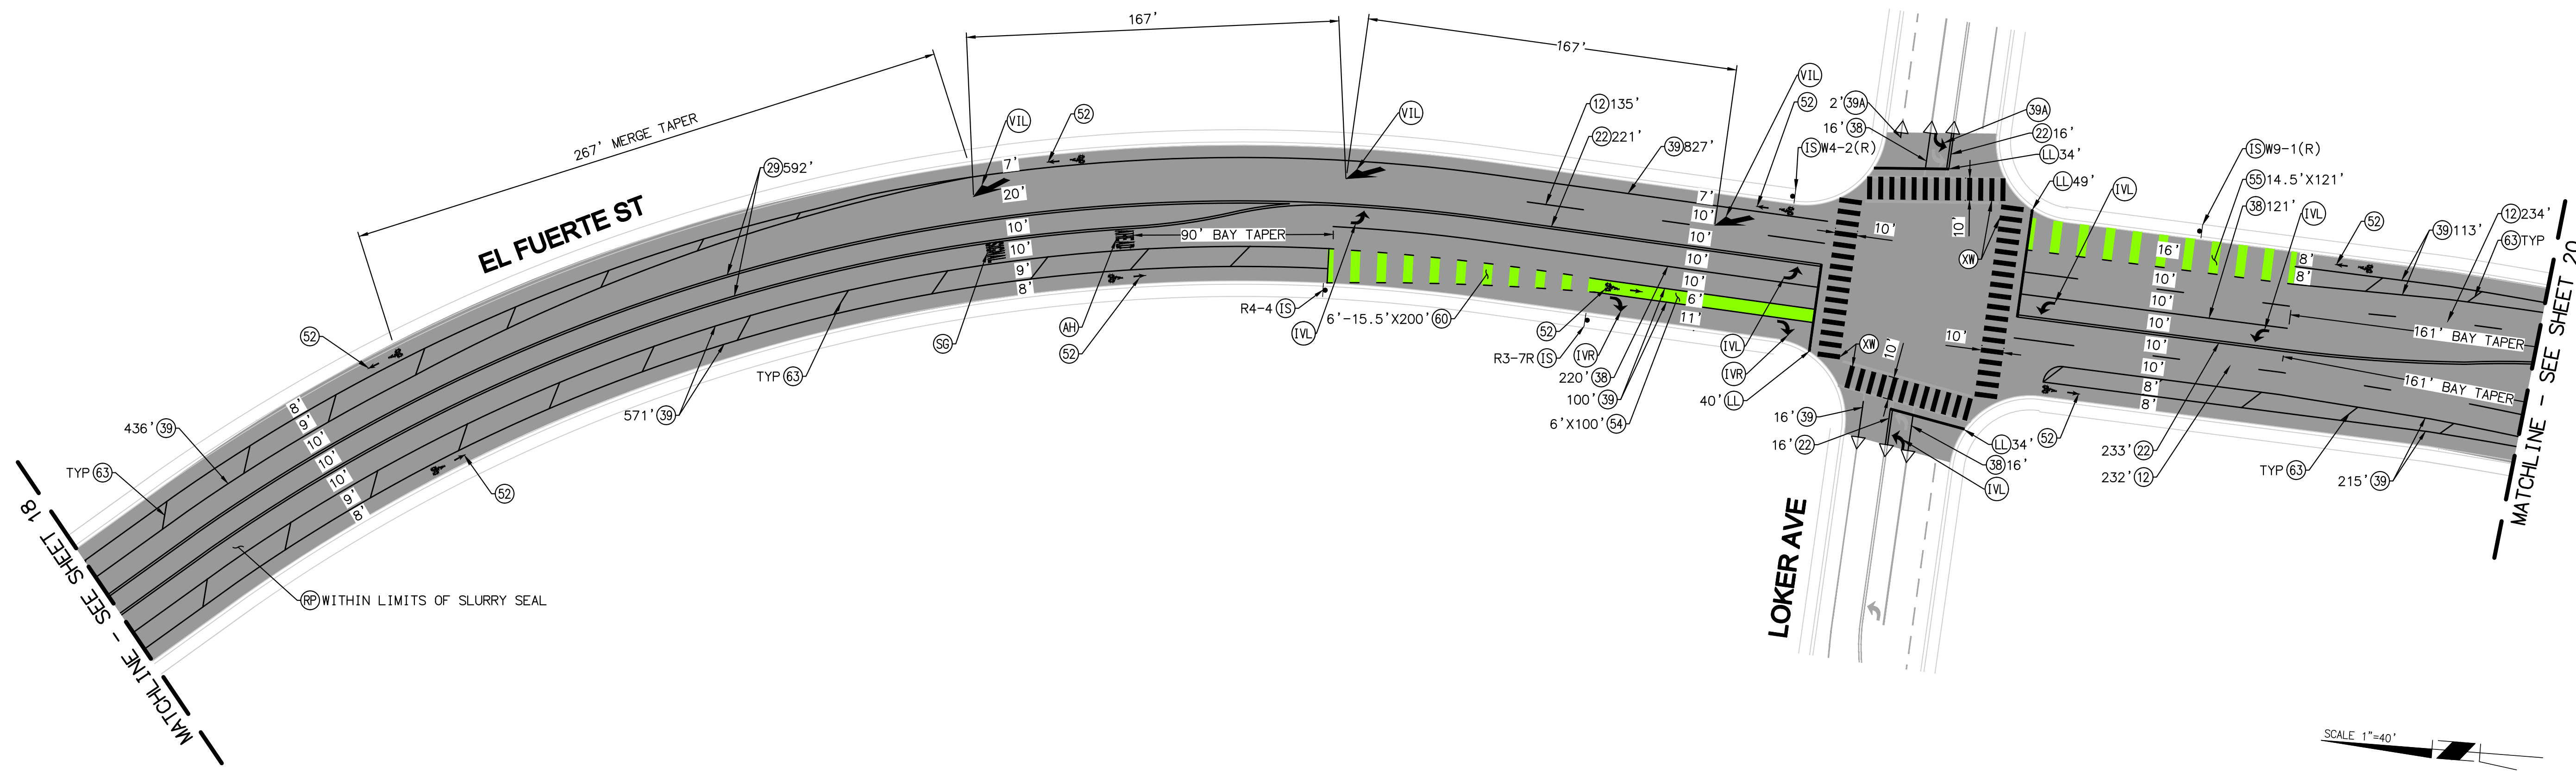 167'
167'
267' MERGE TAPER
VIL
52
VIL
12 135'
22 221'
39 827'
VIL
52
IS W4-2(R)
2' 39A
16' 38
39A
22 16'
LL 34'
LL 49'
IVL
IS W9-1(R)
55 14.5'X121'
38 121'
IVL
52
12 234'
39 113'
63 TYP
EL FUERTE ST
29 592'
7'
20'
10'
10'
9'
8'
90' BAY TAPER
7'
10'
10'
10'
10'
6'
11'
10'
10'
XW
10'
10'
XW
16'
10'
10'
10'
10'
10'
8'
8'
8'
8'
161' BAY TAPER
161' BAY TAPER
52
SG
AH
52
R4-4 IS
IVL
6'-15.5'X200' 60
52
R3-7R IS
IVR
220' 38
100' 39
6'X100' 54
IVL
IVR
40' LL
16' 39
16' 22
LL 34'
38 16'
IVL
52
233' 22
232' 12
TYP 63
215' 39
TYP 63
571' 39
436' 39
TYP 63
8'
9'
10'
10'
10'
9'
8'
52
RP WITHIN LIMITS OF SLURRY SEAL
LOKER AVE
MATCHLINE - SEE SHEET 18
MATCHLINE - SEE SHEET 20
SCALE 1"=40'